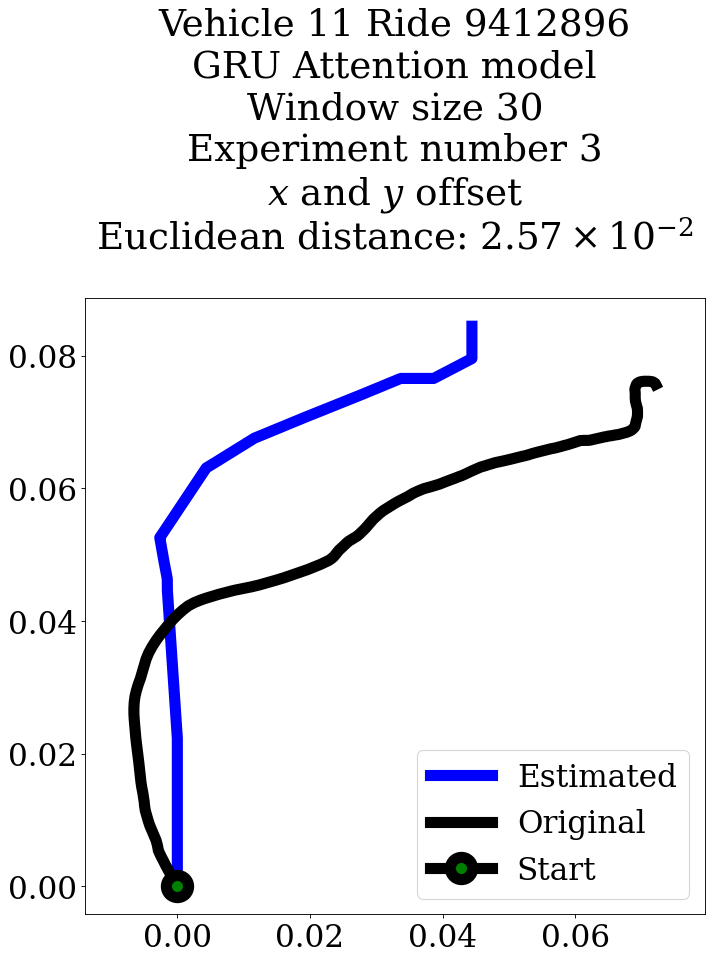 Vehicle 11 Ride 9412896
GRU Attention model
Window size 30
Experiment number 3
x and y offset
Euclidean distance: 2.57 × 10⁻²
0.08
0.06
0.04
0.02
0.00
Estimated
Original
Start
0.00 0.02 0.04 0.06